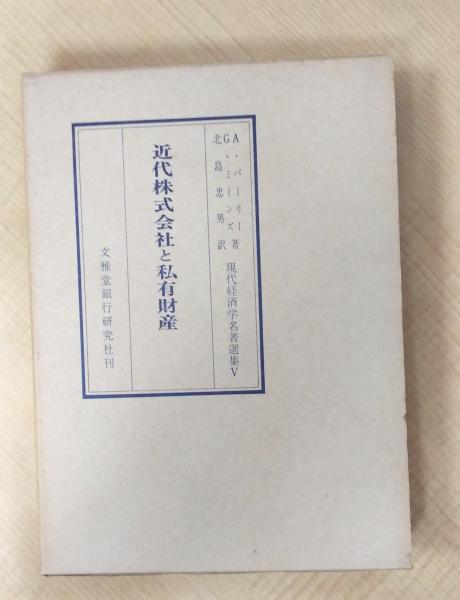 A・バーリー著
G・ミーンズ
北島忠男訳
現代経済学名著選集V
近代株式会社と私有財産
文雅堂銀行研究社刊